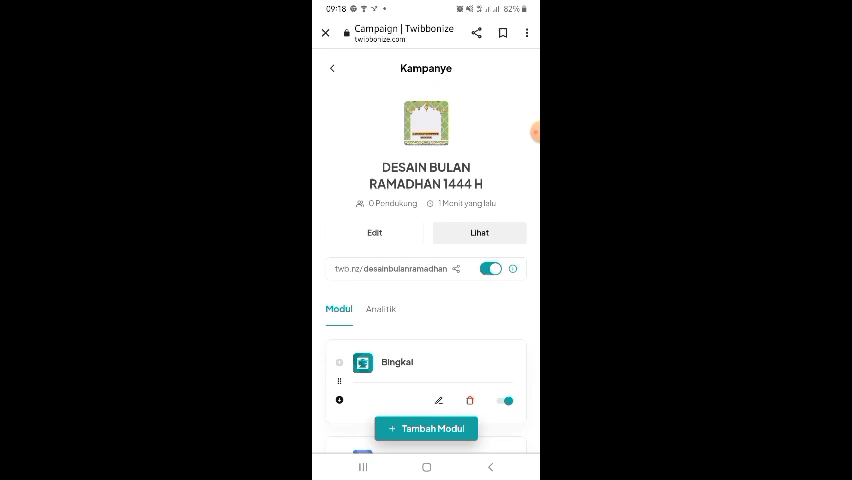 09:18
82%
Campaign | Twibbonize
twibbonize.com
Kampanye
DESAIN BULAN
RAMADHAN 1444 H
0 Pendukung
1 Menit yang lalu
Edit
Lihat
twb.nz/desainbulanramadhan
Modul
Analitik
Bingkai
+ Tambah Modul